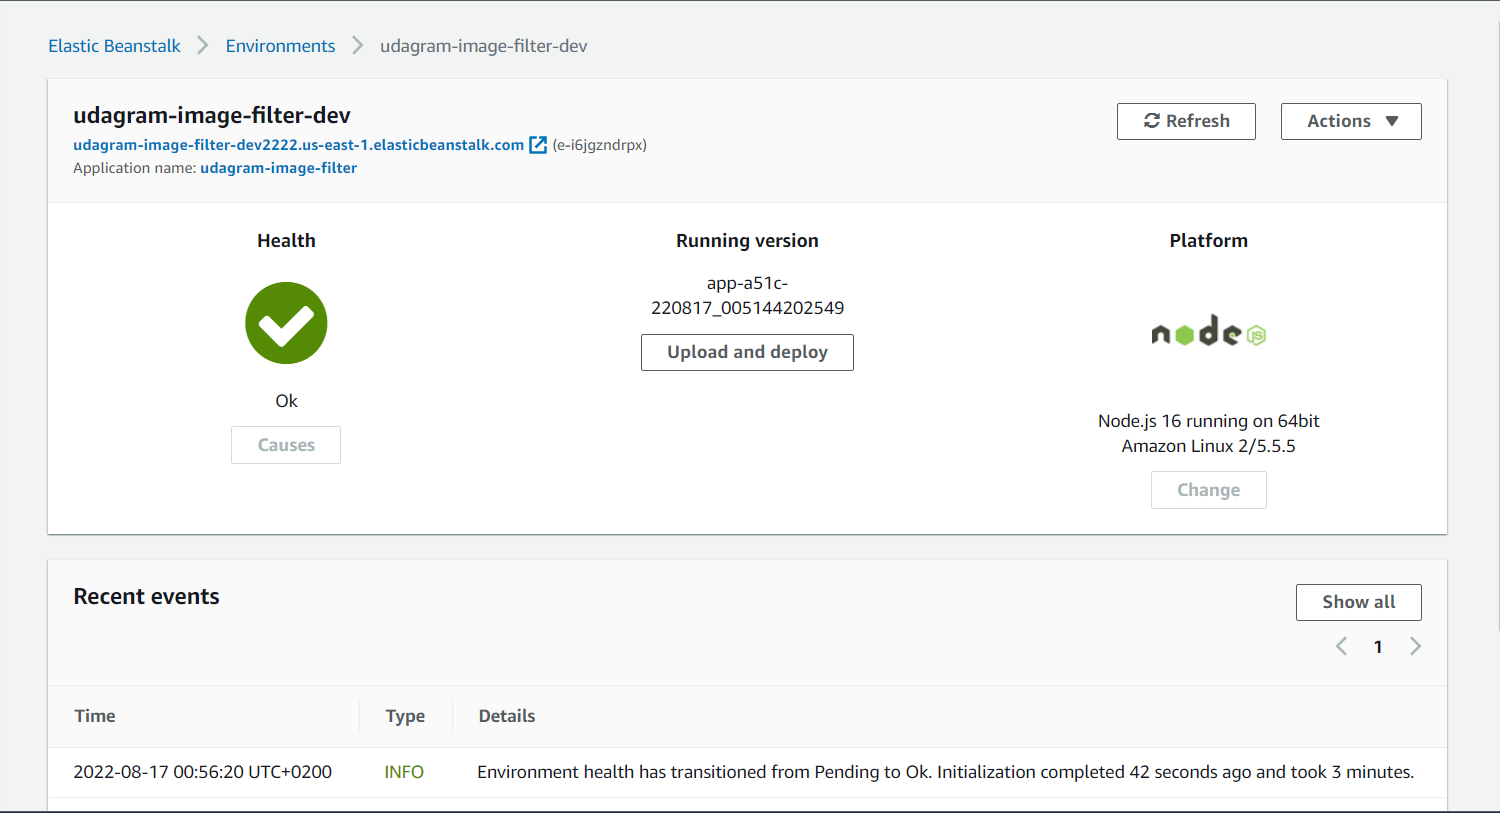 Elastic Beanstalk > Environments > udagram-image-filter-dev
udagram-image-filter-dev
Refresh
Actions
udagram-image-filter-dev2222.us-east-1.elasticbeanstalk.com (e-i6jgzndrpx)
Application name: udagram-image-filter
Health
Ok
Causes
Running version
app-a51c-
220817_005144202549
Upload and deploy
Platform
node JS
Node.js 16 running on 64bit
Amazon Linux 2/5.5.5
Change
Recent events
Show all
1
Time Type Details
2022-08-17 00:56:20 UTC+0200 INFO Environment health has transitioned from Pending to Ok. Initialization completed 42 seconds ago and took 3 minutes.